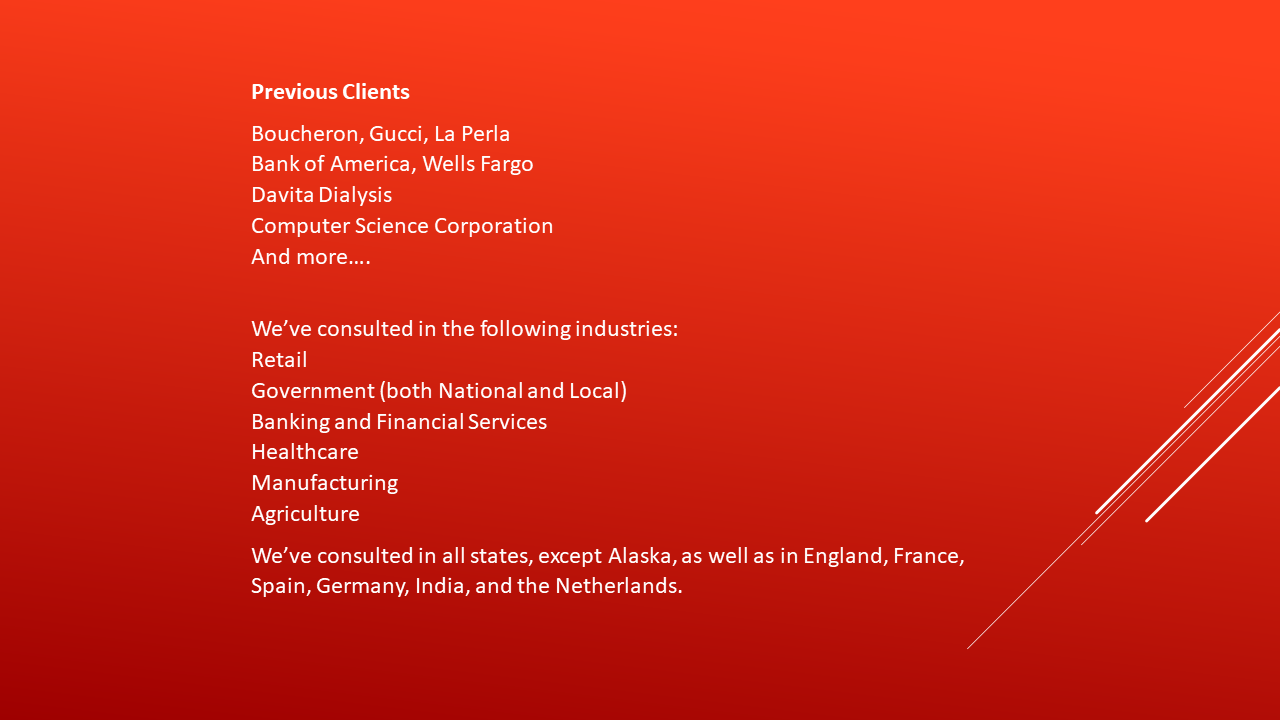 Previous Clients
Boucheron, Gucci, La Perla
Bank of America, Wells Fargo
Davita Dialysis
Computer Science Corporation
And more….
We’ve consulted in the following industries:
Retail
Government (both National and Local)
Banking and Financial Services
Healthcare
Manufacturing
Agriculture
We’ve consulted in all states, except Alaska, as well as in England, France,
Spain, Germany, India, and the Netherlands.